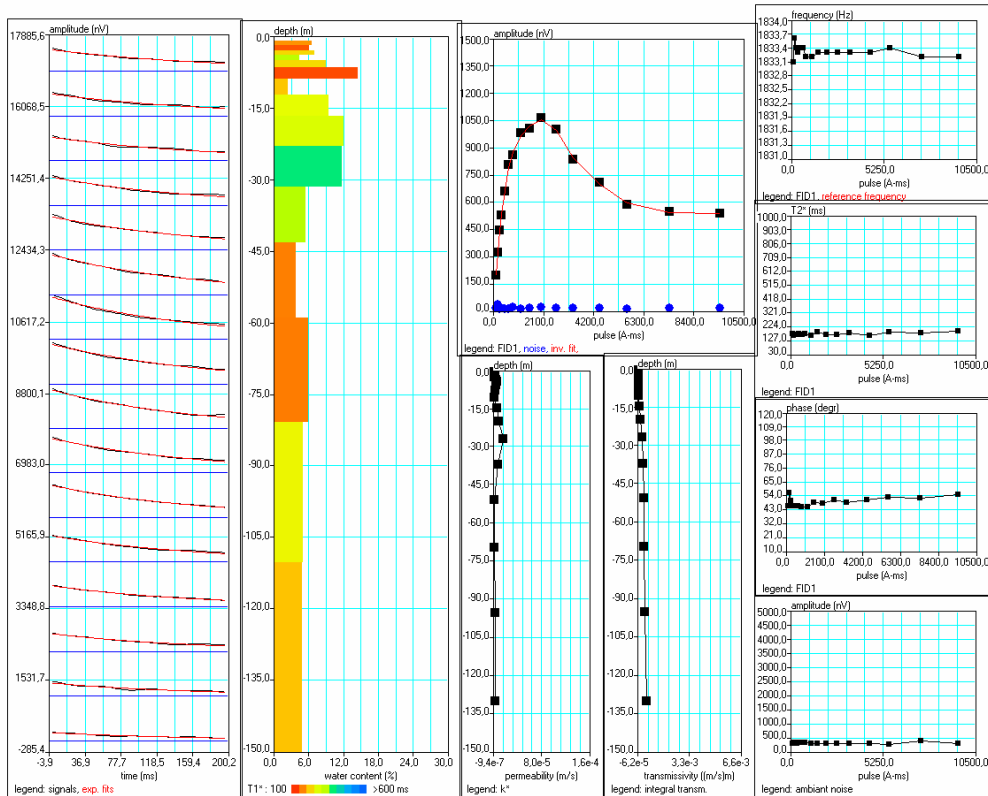 amplitude (nV)
17885,6
16068,5
14251,4
12434,3
10617,2
8800,1
6983,0
5165,9
3348,8
1531,7
-285,4
-3,9 36,9 77,7 118,5 159,4 200,2
time (ms)
legend: signals, exp. fits
depth (m)
0,0
-15,0
-30,0
-45,0
-60,0
-75,0
-90,0
-105,0
-120,0
-135,0
-150,0
0,0 6,0 12,0 18,0 24,0 30,0
water content (%)
T1* : 100 >600 ms
amplitude (nV)
1500,0
1350,0
1200,0
1050,0
900,0
750,0
600,0
450,0
300,0
150,0
0,0
0,0 2100,0 4200,0 6300,0 8400,0 10500,0
pulse (A-ms)
legend: FID1, noise, inv. fit,
depth (m)
0,0
-15,0
-30,0
-45,0
-60,0
-75,0
-90,0
-105,0
-120,0
-135,0
-150,0
-9,4e-7 8,0e-5 1,6e-4
permeability (m/s)
legend: k*
depth (m)
0,0
-15,0
-30,0
-45,0
-60,0
-75,0
-90,0
-105,0
-120,0
-135,0
-150,0
-6,2e-5 3,3e-3 6,6e-3
transmissivity ((m/s)m)
legend: integral transm.
frequency (Hz)
1834,0
1833,7
1833,4
1833,1
1832,8
1832,5
1832,2
1831,9
1831,6
1831,3
1831,0
0,0 5250,0 10500,0
pulse (A-ms)
legend: FID1, reference frequency
T2* (ms)
1000,0
903,0
806,0
709,0
612,0
515,0
418,0
321,0
224,0
127,0
30,0
0,0 5250,0 10500,0
pulse (A-ms)
legend: FID1
phase (degr)
120,0
109,0
98,0
87,0
76,0
65,0
54,0
43,0
32,0
21,0
10,0
0,0 2100,0 4200,0 6300,0 8400,0 10500,0
pulse (A-ms)
legend: FID1
amplitude (nV)
5000,0
4500,0
4000,0
3500,0
3000,0
2500,0
2000,0
1500,0
1000,0
500,0
0,0
0,0 5250,0 10500,0
pulse (A-ms)
legend: ambient noise